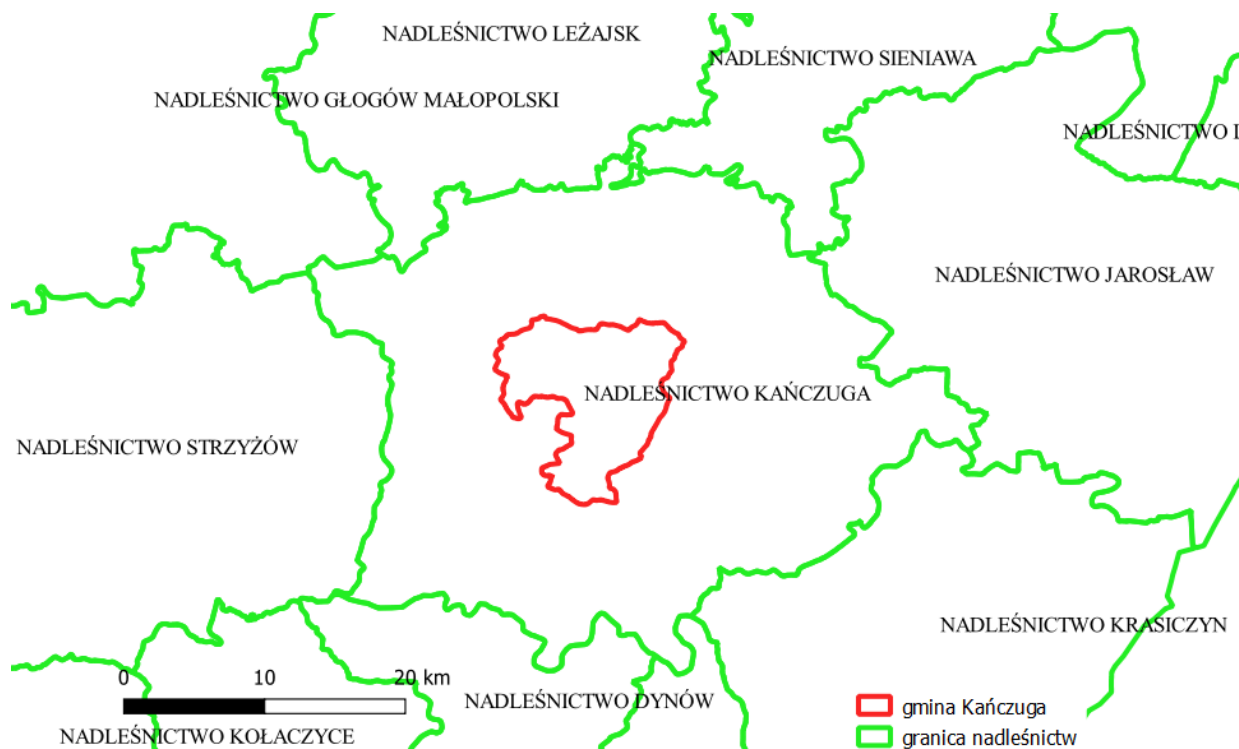 NADLEŚNICTWO LEŻAJSK
NADLEŚNICTWO SIENIAWA
NADLEŚNICTWO GŁOGÓW MAŁOPOLSKI
NADLEŚNICTWO
NADLEŚNICTWO JAROSŁAW
NADLEŚNICTWO KAŃCZUGA
NADLEŚNICTWO STRZYŻÓW
NADLEŚNICTWO KRASICZYN
0 10 20 km
NADLEŚNICTWO DYNÓW
gmina Kańczuga
NADLEŚNICTWO KOŁACZYCE
granica nadleśnictw